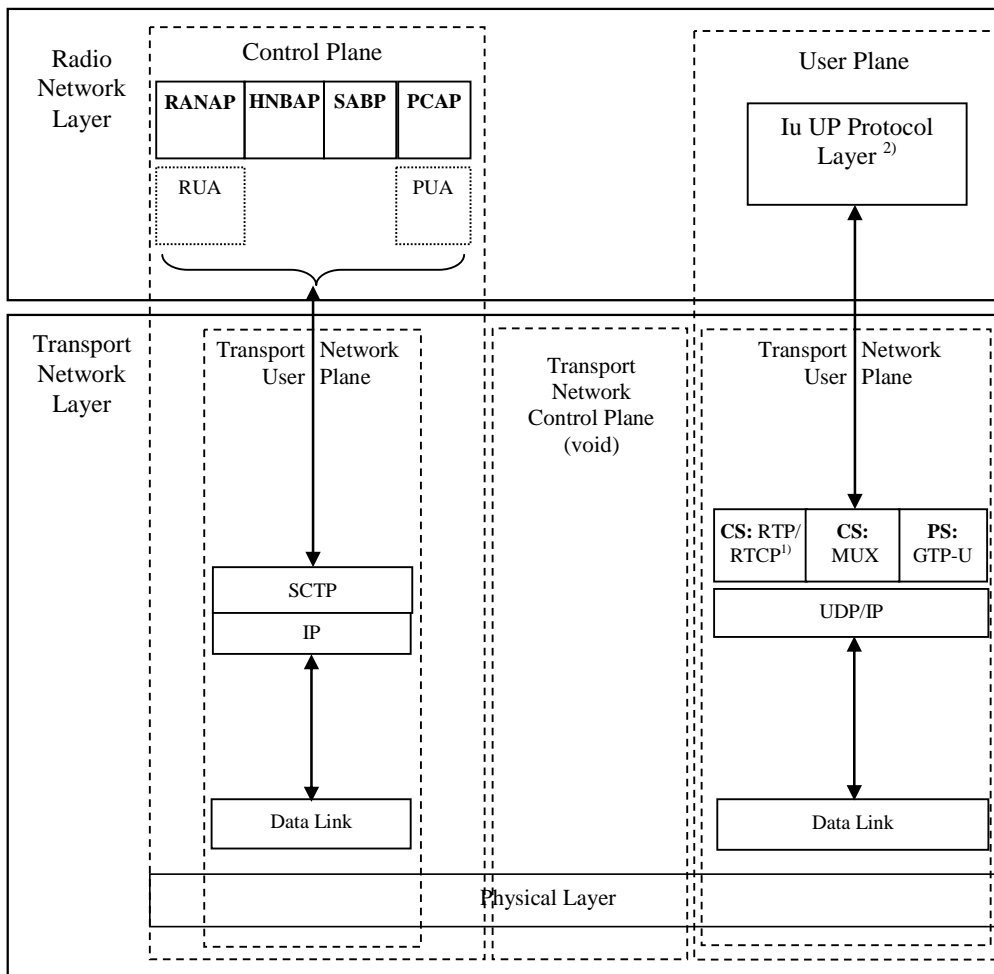 Radio
Network
Layer
Control Plane
RANAP HNBAP SABP PCAP
RUA PUA
User Plane
Iu UP Protocol
Layer 2)
Transport
Network
Layer
Transport Network
User Plane
Transport
Network
Control Plane
(void)
Transport Network
User Plane
SCTP
IP
Data Link
CS: RTP/
RTCP1)
CS:
MUX
PS:
GTP-U
UDP/IP
Data Link
Physical Layer